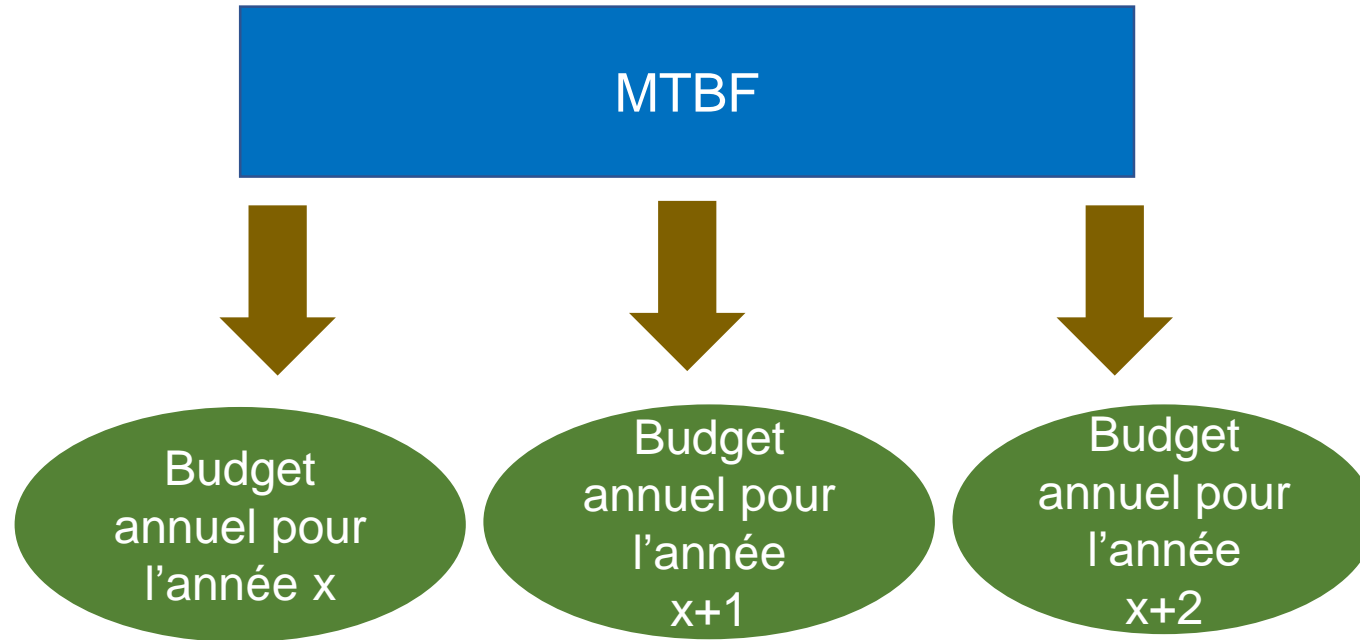 MTBF
Budget
annuel pour
l’année x
Budget
annuel pour
l’année
x+1
Budget
annuel pour
l’année
x+2